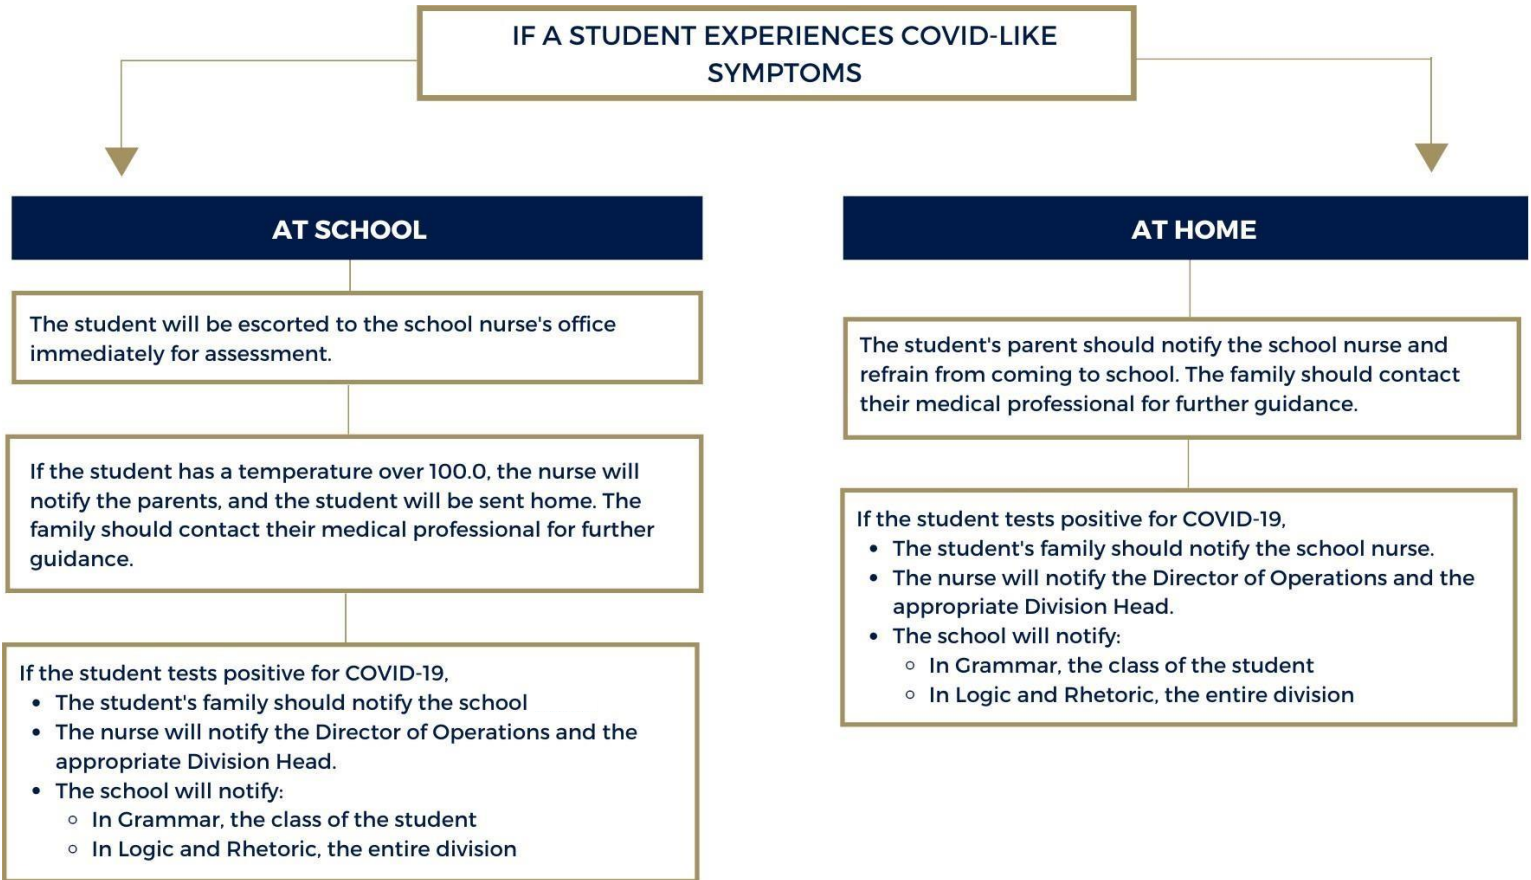 IF A STUDENT EXPERIENCES COVID-LIKE
SYMPTOMS
AT SCHOOL
The student will be escorted to the school nurse's office
immediately for assessment.
If the student has a temperature over 100.0, the nurse will
notify the parents, and the student will be sent home. The
family should contact their medical professional for further
guidance.
If the student tests positive for COVID-19,
• The student's family should notify the school
• The nurse will notify the Director of Operations and the
appropriate Division Head.
• The school will notify:
◦ In Grammar, the class of the student
◦ In Logic and Rhetoric, the entire division
AT HOME
The student's parent should notify the school nurse and
refrain from coming to school. The family should contact
their medical professional for further guidance.
If the student tests positive for COVID-19,
• The student's family should notify the school nurse.
• The nurse will notify the Director of Operations and the
appropriate Division Head.
• The school will notify:
◦ In Grammar, the class of the student
◦ In Logic and Rhetoric, the entire division